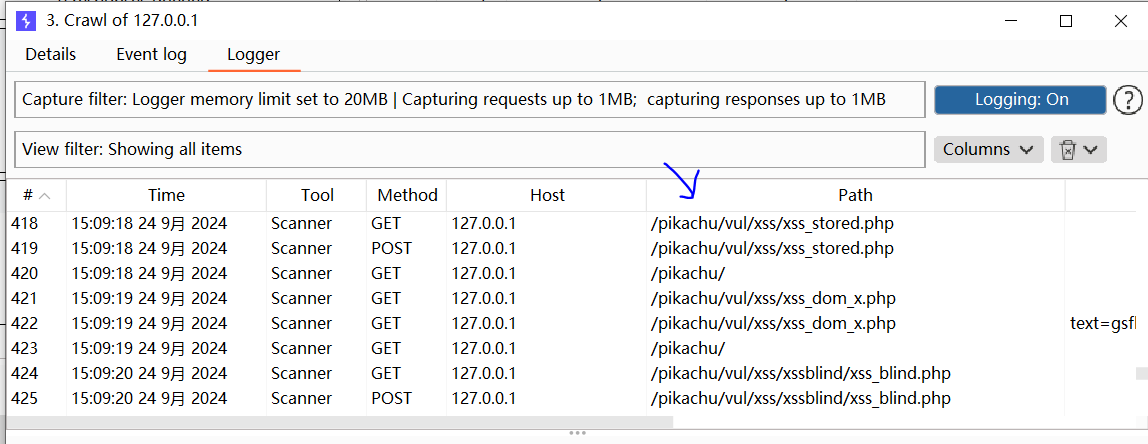 3. Crawl of 127.0.0.1
Details Event log Logger
Capture filter: Logger memory limit set to 20MB | Capturing requests up to 1MB; capturing responses up to 1MB Logging: On ?
View filter: Showing all items Columns
# Time Tool Method Host Path
418 15:09:18 24 9月 2024 Scanner GET 127.0.0.1 /pikachu/vul/xss/xss_stored.php
419 15:09:18 24 9月 2024 Scanner POST 127.0.0.1 /pikachu/vul/xss/xss_stored.php
420 15:09:18 24 9月 2024 Scanner GET 127.0.0.1 /pikachu/
421 15:09:19 24 9月 2024 Scanner GET 127.0.0.1 /pikachu/vul/xss/xss_dom_x.php
422 15:09:19 24 9月 2024 Scanner GET 127.0.0.1 /pikachu/vul/xss/xss_dom_x.php
423 15:09:19 24 9月 2024 Scanner GET 127.0.0.1 /pikachu/
424 15:09:20 24 9月 2024 Scanner GET 127.0.0.1 /pikachu/vul/xss/xssblind/xss_blind.php
425 15:09:20 24 9月 2024 Scanner POST 127.0.0.1 /pikachu/vul/xss/xssblind/xss_blind.php